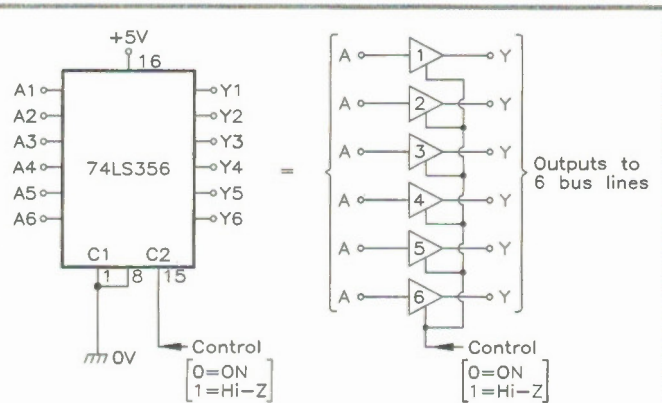 +5V
16
A1 Y1
A2 Y2
A3 Y3
A4 74LS356 Y4
A5 Y5
A6 Y6
C1 C2
1 8 15
0V
Control
0=ON
1=Hi-Z
=
A 1 Y
A 2 Y
A 3 Y
A 4 Y
A 5 Y
A 6 Y
Outputs to
6 bus lines
Control
0=ON
1=Hi-Z